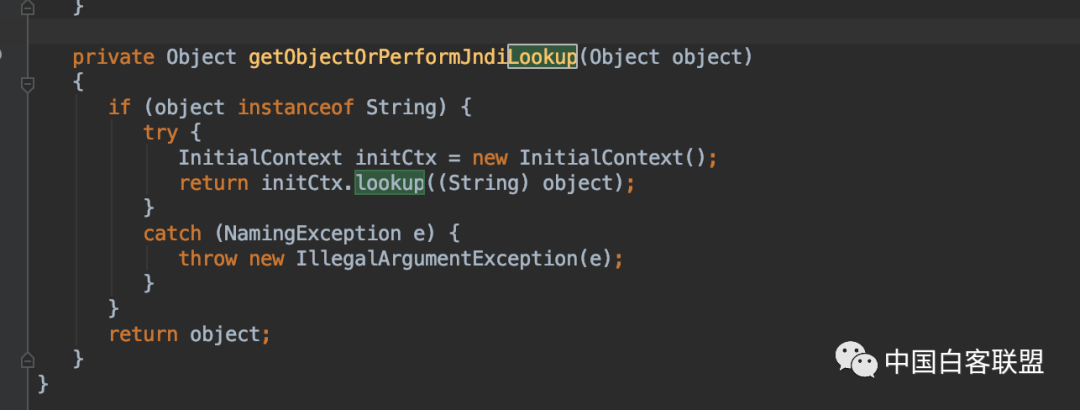 }
private Object getObjectOrPerformJndiLookup(Object object)
{
if (object instanceof String) {
try {
InitialContext initCtx = new InitialContext();
return initCtx.lookup((String) object);
}
catch (NamingException e) {
throw new IllegalArgumentException(e);
}
}
return object;
}
}
中国白客联盟